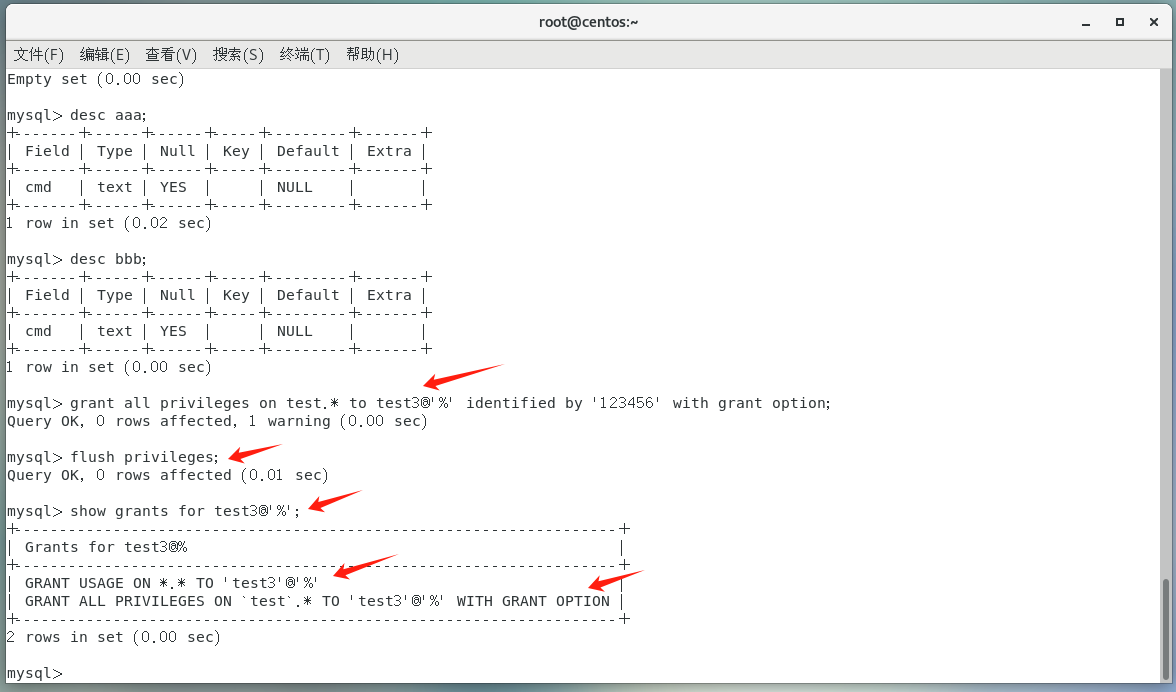 root@centos:~
文件(F) 编辑(E) 查看(V) 搜索(S) 终端(T) 帮助(H)
Empty set (0.00 sec)
mysql> desc aaa;
+-------+------+------+-----+---------+-------+
| Field | Type | Null | Key | Default | Extra |
+-------+------+------+-----+---------+-------+
| cmd   | text | YES  |     | NULL    |       |
+-------+------+------+-----+---------+-------+
1 row in set (0.02 sec)
mysql> desc bbb;
+-------+------+------+-----+---------+-------+
| Field | Type | Null | Key | Default | Extra |
+-------+------+------+-----+---------+-------+
| cmd   | text | YES  |     | NULL    |       |
+-------+------+------+-----+---------+-------+
1 row in set (0.00 sec)
mysql> grant all privileges on test.* to test3@'%' identified by '123456' with grant option;
Query OK, 0 rows affected, 1 warning (0.00 sec)
mysql> flush privileges;
Query OK, 0 rows affected (0.01 sec)
mysql> show grants for test3@'%';
+-------------------------------------------------------------------+
| Grants for test3@%                                                |
+-------------------------------------------------------------------+
| GRANT USAGE ON *.* TO 'test3'@'%'                                 |
| GRANT ALL PRIVILEGES ON `test`.* TO 'test3'@'%' WITH GRANT OPTION |
+-------------------------------------------------------------------+
2 rows in set (0.00 sec)
mysql>